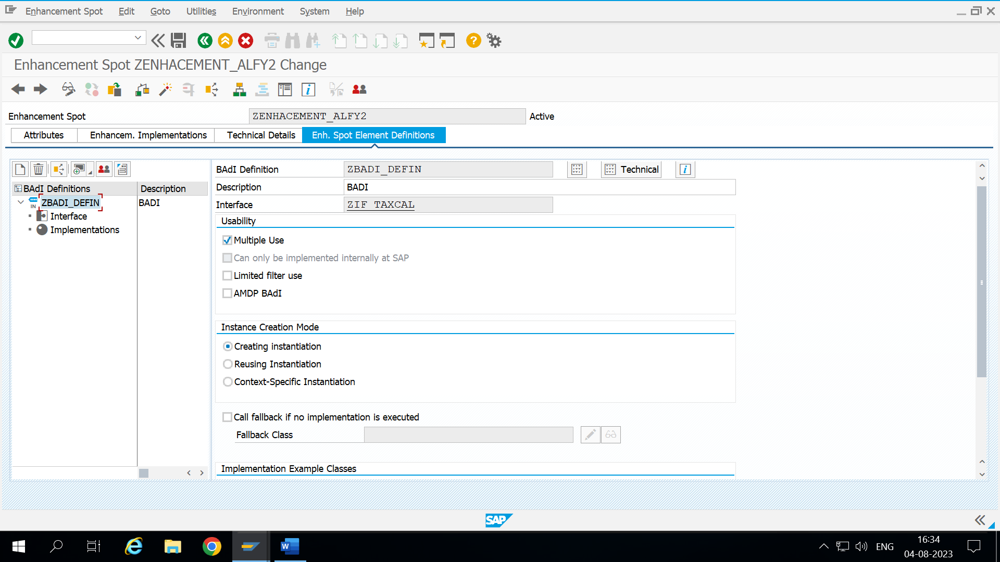 Enhancement Spot Edit Goto Utilities Environment System Help
Enhancement Spot ZENHACEMENT_ALFY2 Change
Enhancement Spot ZENHACEMENT_ALFY2 Active
Attributes Enhancem. Implementations Technical Details Enh. Spot Element Definitions
BAdI Definitions Description
ZBADI_DEFIN BADI
IN
Interface
Implementations
BAdI Definition ZBADI_DEFIN Technical
Description BADI
Interface ZIF_TAXCAL
Usability
Multiple Use
Can only be implemented internally at SAP
Limited filter use
AMDP BAdI
Instance Creation Mode
Creating instantiation
Reusing Instantiation
Context-Specific Instantiation
Call fallback if no implementation is executed
Fallback Class
Implementation Example Classes
SAP
ENG 16:34
04-08-2023